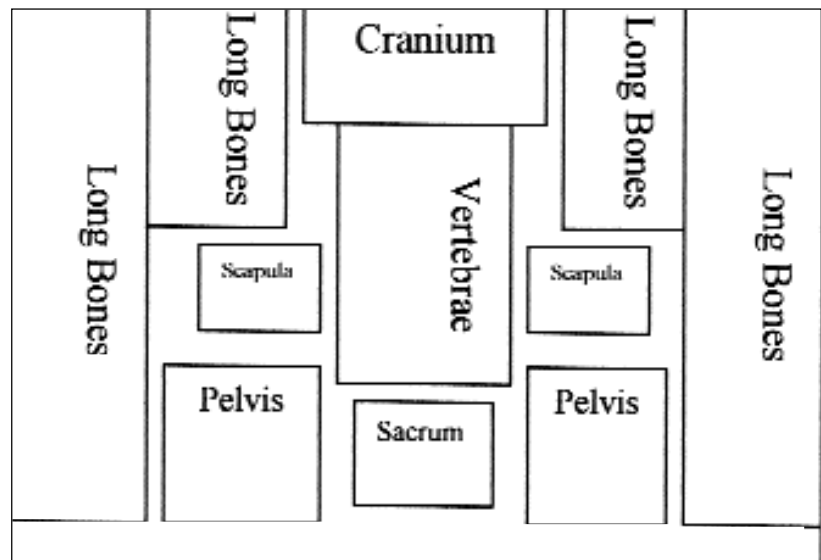 Cranium
Long Bones
Long Bones
Long Bones
Long Bones
Vertebrae
Scapula
Scapula
Pelvis
Pelvis
Sacrum